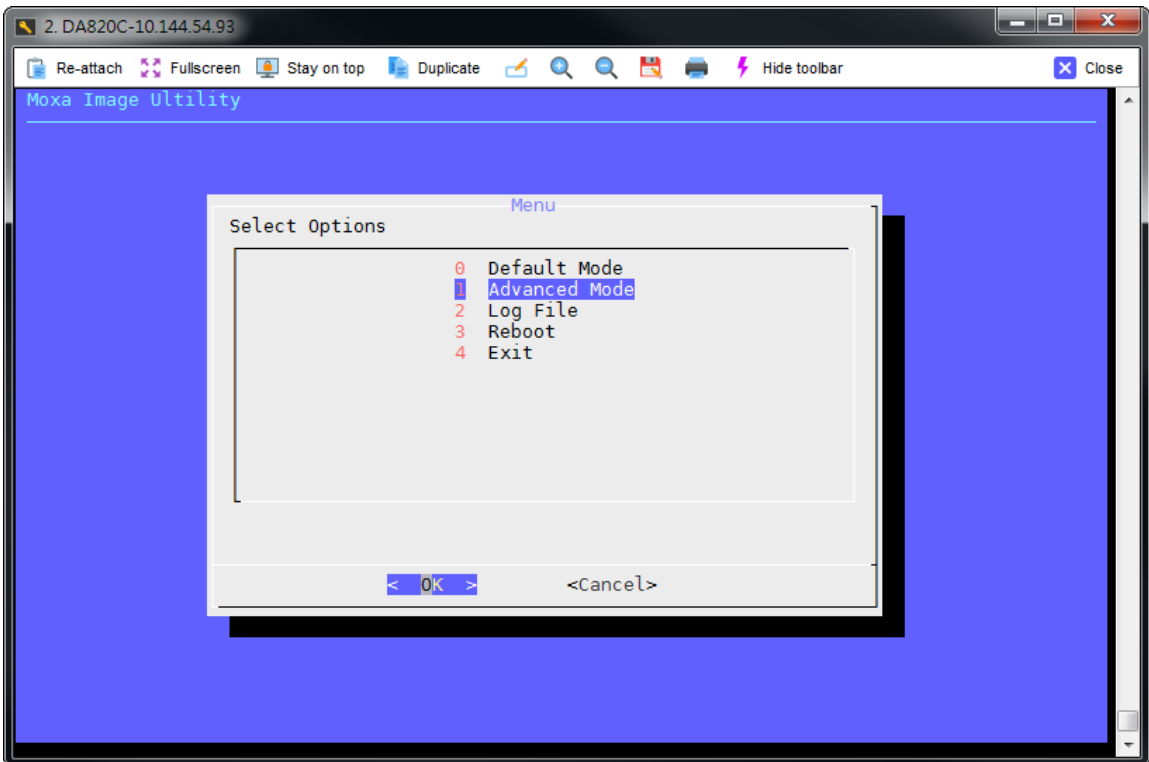 2. DA820C-10.144.54.93
Re-attach Fullscreen Stay on top Duplicate Hide toolbar Close
Moxa Image Ultility
Menu
Select Options
0 Default Mode
1 Advanced Mode
2 Log File
3 Reboot
4 Exit
< OK > <Cancel>